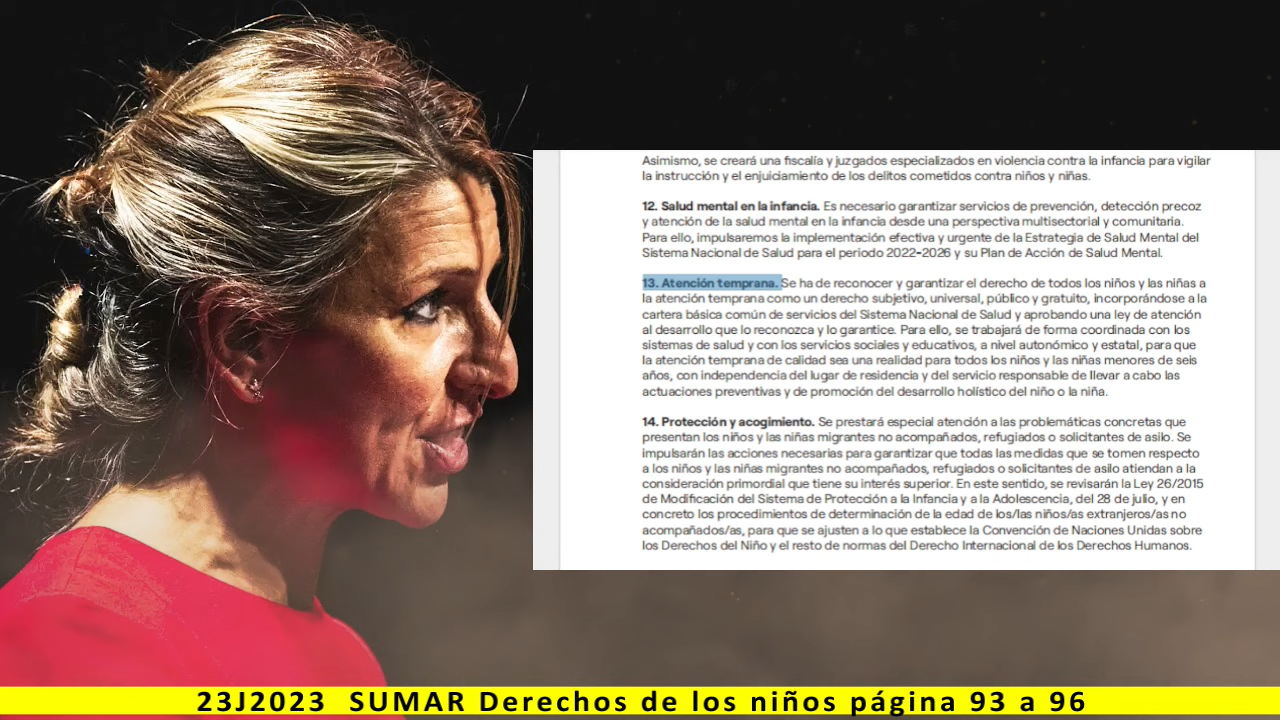 Asimismo, se creará una fiscalía y juzgados especializados en violencia contra la infancia para vigilar
la instrucción y el enjuiciamiento de los delitos cometidos contra niños y niñas.
12. Salud mental en la infancia. Es necesario garantizar servicios de prevención, detección precoz
y atención de la salud mental en la infancia desde una perspectiva multisectorial y comunitaria.
Para ello, impulsaremos la implementación efectiva y urgente de la Estrategia de Salud Mental del
Sistema Nacional de Salud para el periodo 2022-2026 y su Plan de Acción de Salud Mental.
13. Atención temprana. Se ha de reconocer y garantizar el derecho de todos los niños y las niñas a
la atención temprana como un derecho subjetivo, universal, público y gratuito, incorporándose a la
cartera básica común de servicios del Sistema Nacional de Salud y aprobando una ley de atención
al desarrollo que lo reconozca y lo garantice. Para ello, se trabajará de forma coordinada con los
sistemas de salud y con los servicios sociales y educativos, a nivel autonómico y estatal, para que
la atención temprana de calidad sea una realidad para todos los niños y las niñas menores de seis
años, con independencia del lugar de residencia y del servicio responsable de llevar a cabo las
actuaciones preventivas y de promoción del desarrollo holístico del niño o la niña.
14. Protección y acogimiento. Se prestará especial atención a las problemáticas concretas que
presentan los niños y las niñas migrantes no acompañados, refugiados o solicitantes de asilo. Se
impulsarán las acciones necesarias para garantizar que todas las medidas que se tomen respecto
a los niños y las niñas migrantes no acompañados, refugiados o solicitantes de asilo atiendan a la
consideración primordial que tiene su interés superior. En este sentido, se revisarán la Ley 26/2015
de Modificación del Sistema de Protección a la Infancia y a la Adolescencia, del 28 de julio, y en
concreto los procedimientos de determinación de la edad de los/las niños/as extranjeros/as no
acompañados/as, para que se ajusten a lo que establece la Convención de Naciones Unidas sobre
los Derechos del Niño y el resto de normas del Derecho Internacional de los Derechos Humanos.
23J2023 SUMAR Derechos de los niños página 93 a 96